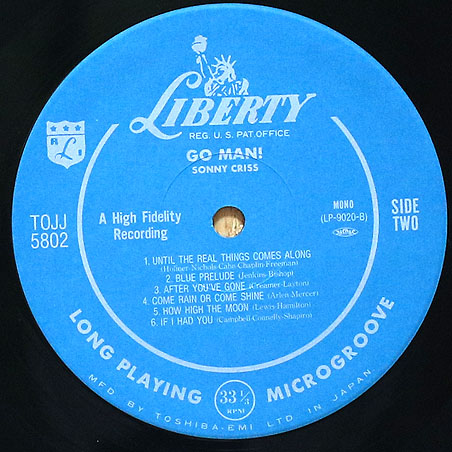 LIBERTY
REG. U. S. PAT. OFFICE
GO MAN!
SONNY CRISS
TOJJ
5802
A High Fidelity
Recording
MONO
(LP-9020-B)
SIDE
TWO
1. UNTIL THE REAL THINGS COMES ALONG
(Holiner-Nichols-Cahn-Chaplin-Freeman)
2. BLUE PRELUDE (Jenkins-Bishop)
3. AFTER YOU'VE GONE (Creamer-Layton)
4. COME RAIN OR COME SHINE (Arlen-Mercer)
5. HOW HIGH THE MOON (Lewis-Hamilton)
6. IF I HAD YOU (Campbell-Connelly-Shapiro)
LONG PLAYING
33 1/3
RPM
MICROGROOVE
MFD BY TOSHIBA-EMI LTD IN JAPAN